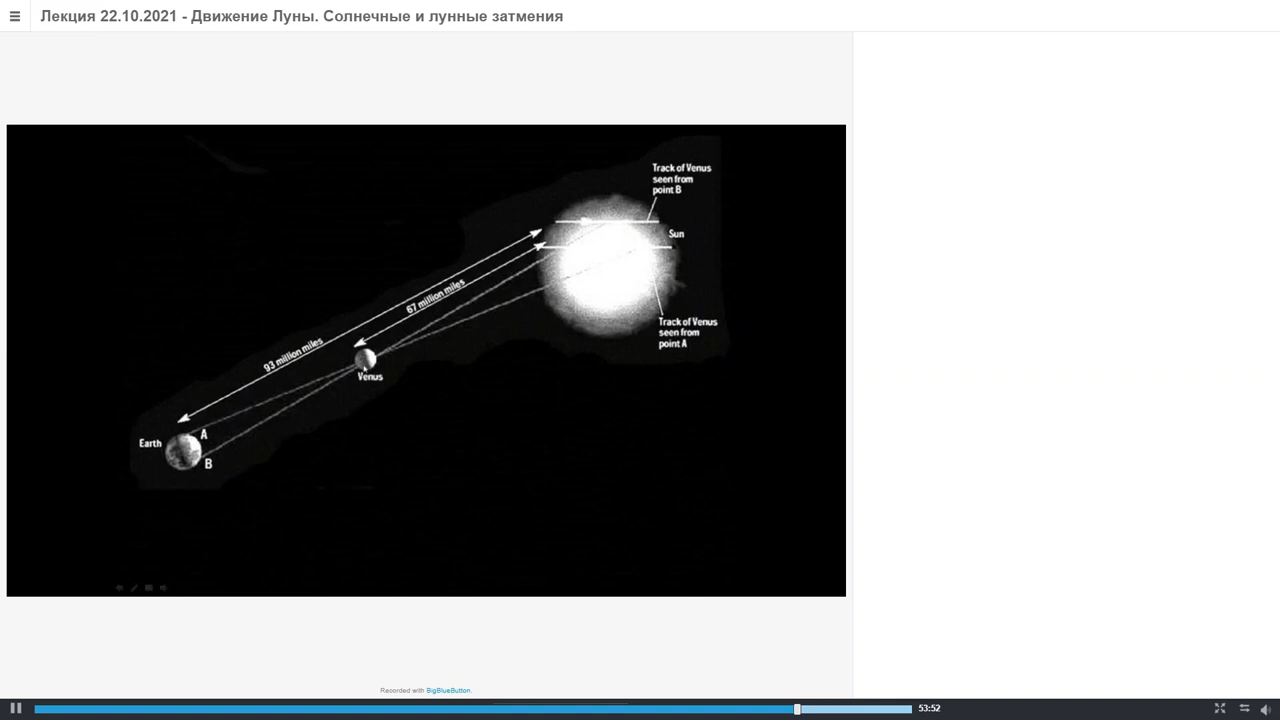 Лекция 22.10.2021 - Движение Луны. Солнечные и лунные затмения
Track of Venus
seen from
point B
Sun
67 million miles
93 million miles
Track of Venus
seen from
point A
Venus
Earth
A
B
Recorded with BigBlueButton.
53:52